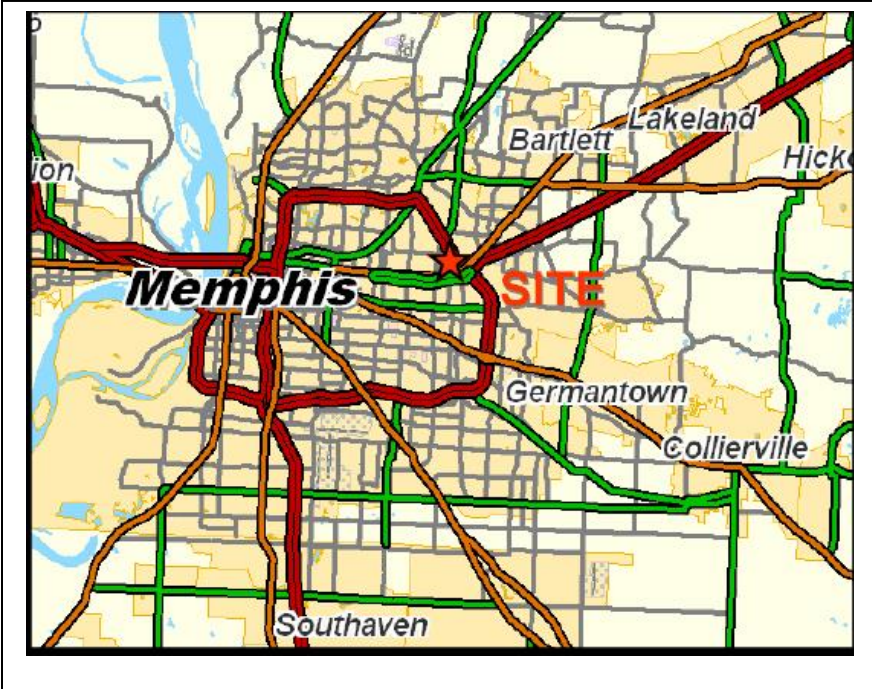 Bartlett
Lakeland
Memphis
SITE
Germantown
Collierville
Southaven